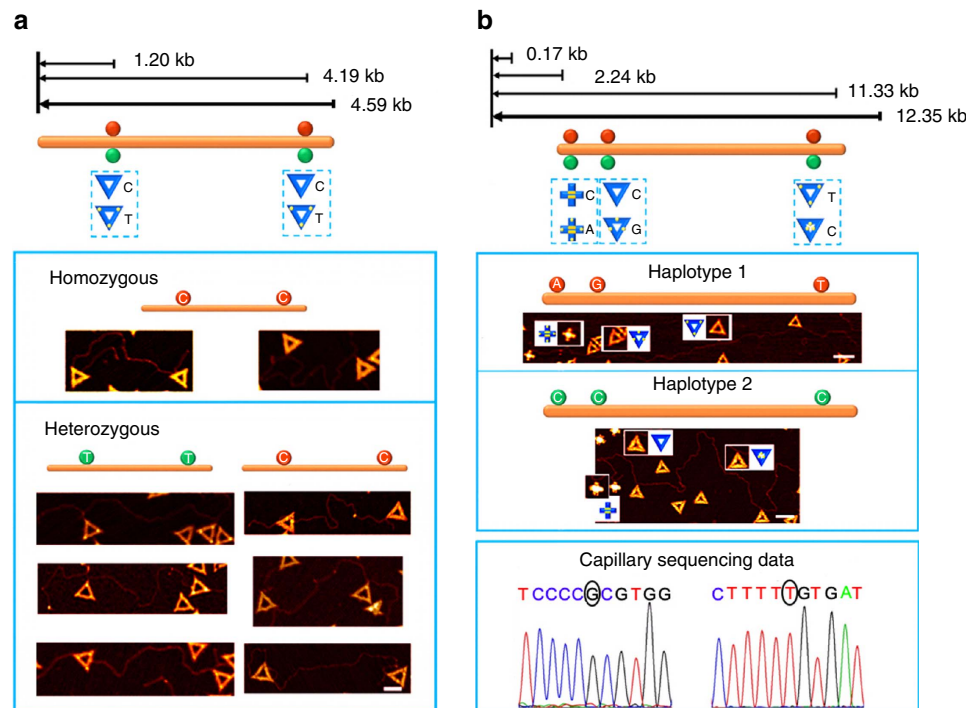 a
1.20 kb
4.19 kb
4.59 kb
C
T
C
T
Homozygous
C C
Heterozygous
T T C C
b
0.17 kb
2.24 kb
11.33 kb
12.35 kb
C
A
C
G
T
C
Haplotype 1
A G T
Haplotype 2
C C C
Capillary sequencing data
TCCCCGCGTGG CTTTTTGTGAT